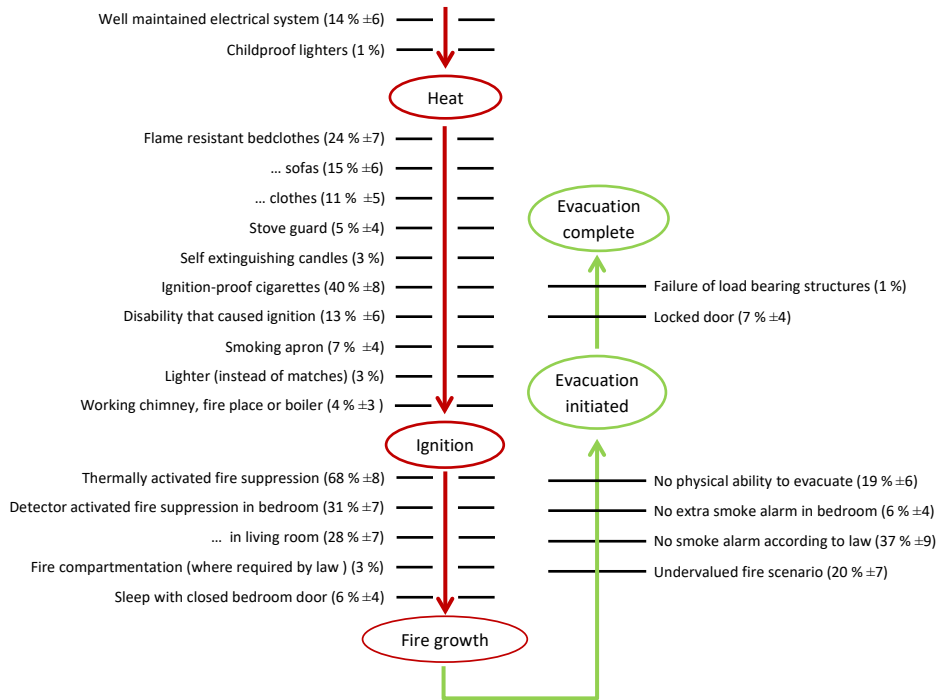 Well maintained electrical system (14 % ±6)
Childproof lighters (1 %)
Heat
Flame resistant bedclothes (24 % ±7)
... sofas (15 % ±6)
... clothes (11 % ±5)
Stove guard (5 % ±4)
Self extinguishing candles (3 %)
Ignition-proof cigarettes (40 % ±8)
Disability that caused ignition (13 % ±6)
Smoking apron (7 % ±4)
Lighter (instead of matches) (3 %)
Working chimney, fire place or boiler (4 % ±3 )
Ignition
Thermally activated fire suppression (68 % ±8)
Detector activated fire suppression in bedroom (31 % ±7)
... in living room (28 % ±7)
Fire compartmentation (where required by law ) (3 %)
Sleep with closed bedroom door (6 % ±4)
Fire growth
Evacuation
complete
Failure of load bearing structures (1 %)
Locked door (7 % ±4)
Evacuation
initiated
No physical ability to evacuate (19 % ±6)
No extra smoke alarm in bedroom (6 % ±4)
No smoke alarm according to law (37 % ±9)
Undervalued fire scenario (20 % ±7)